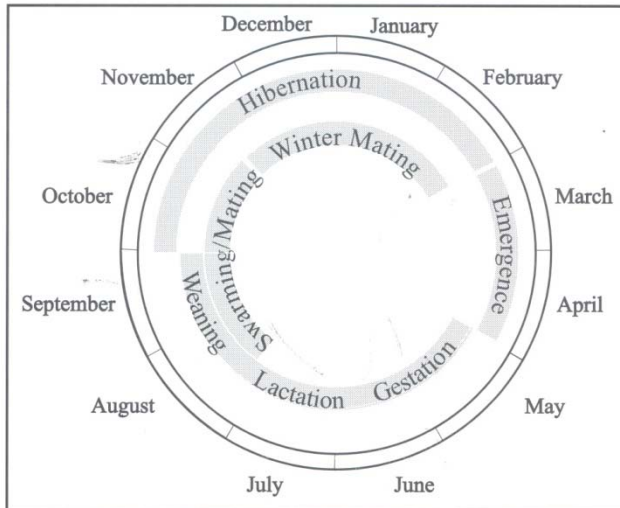 December
January
November
February
Hibernation
Winter Mating
October
March
Swarming/Mating
Emergence
September
April
Weaning
Lactation
Gestation
August
May
July
June